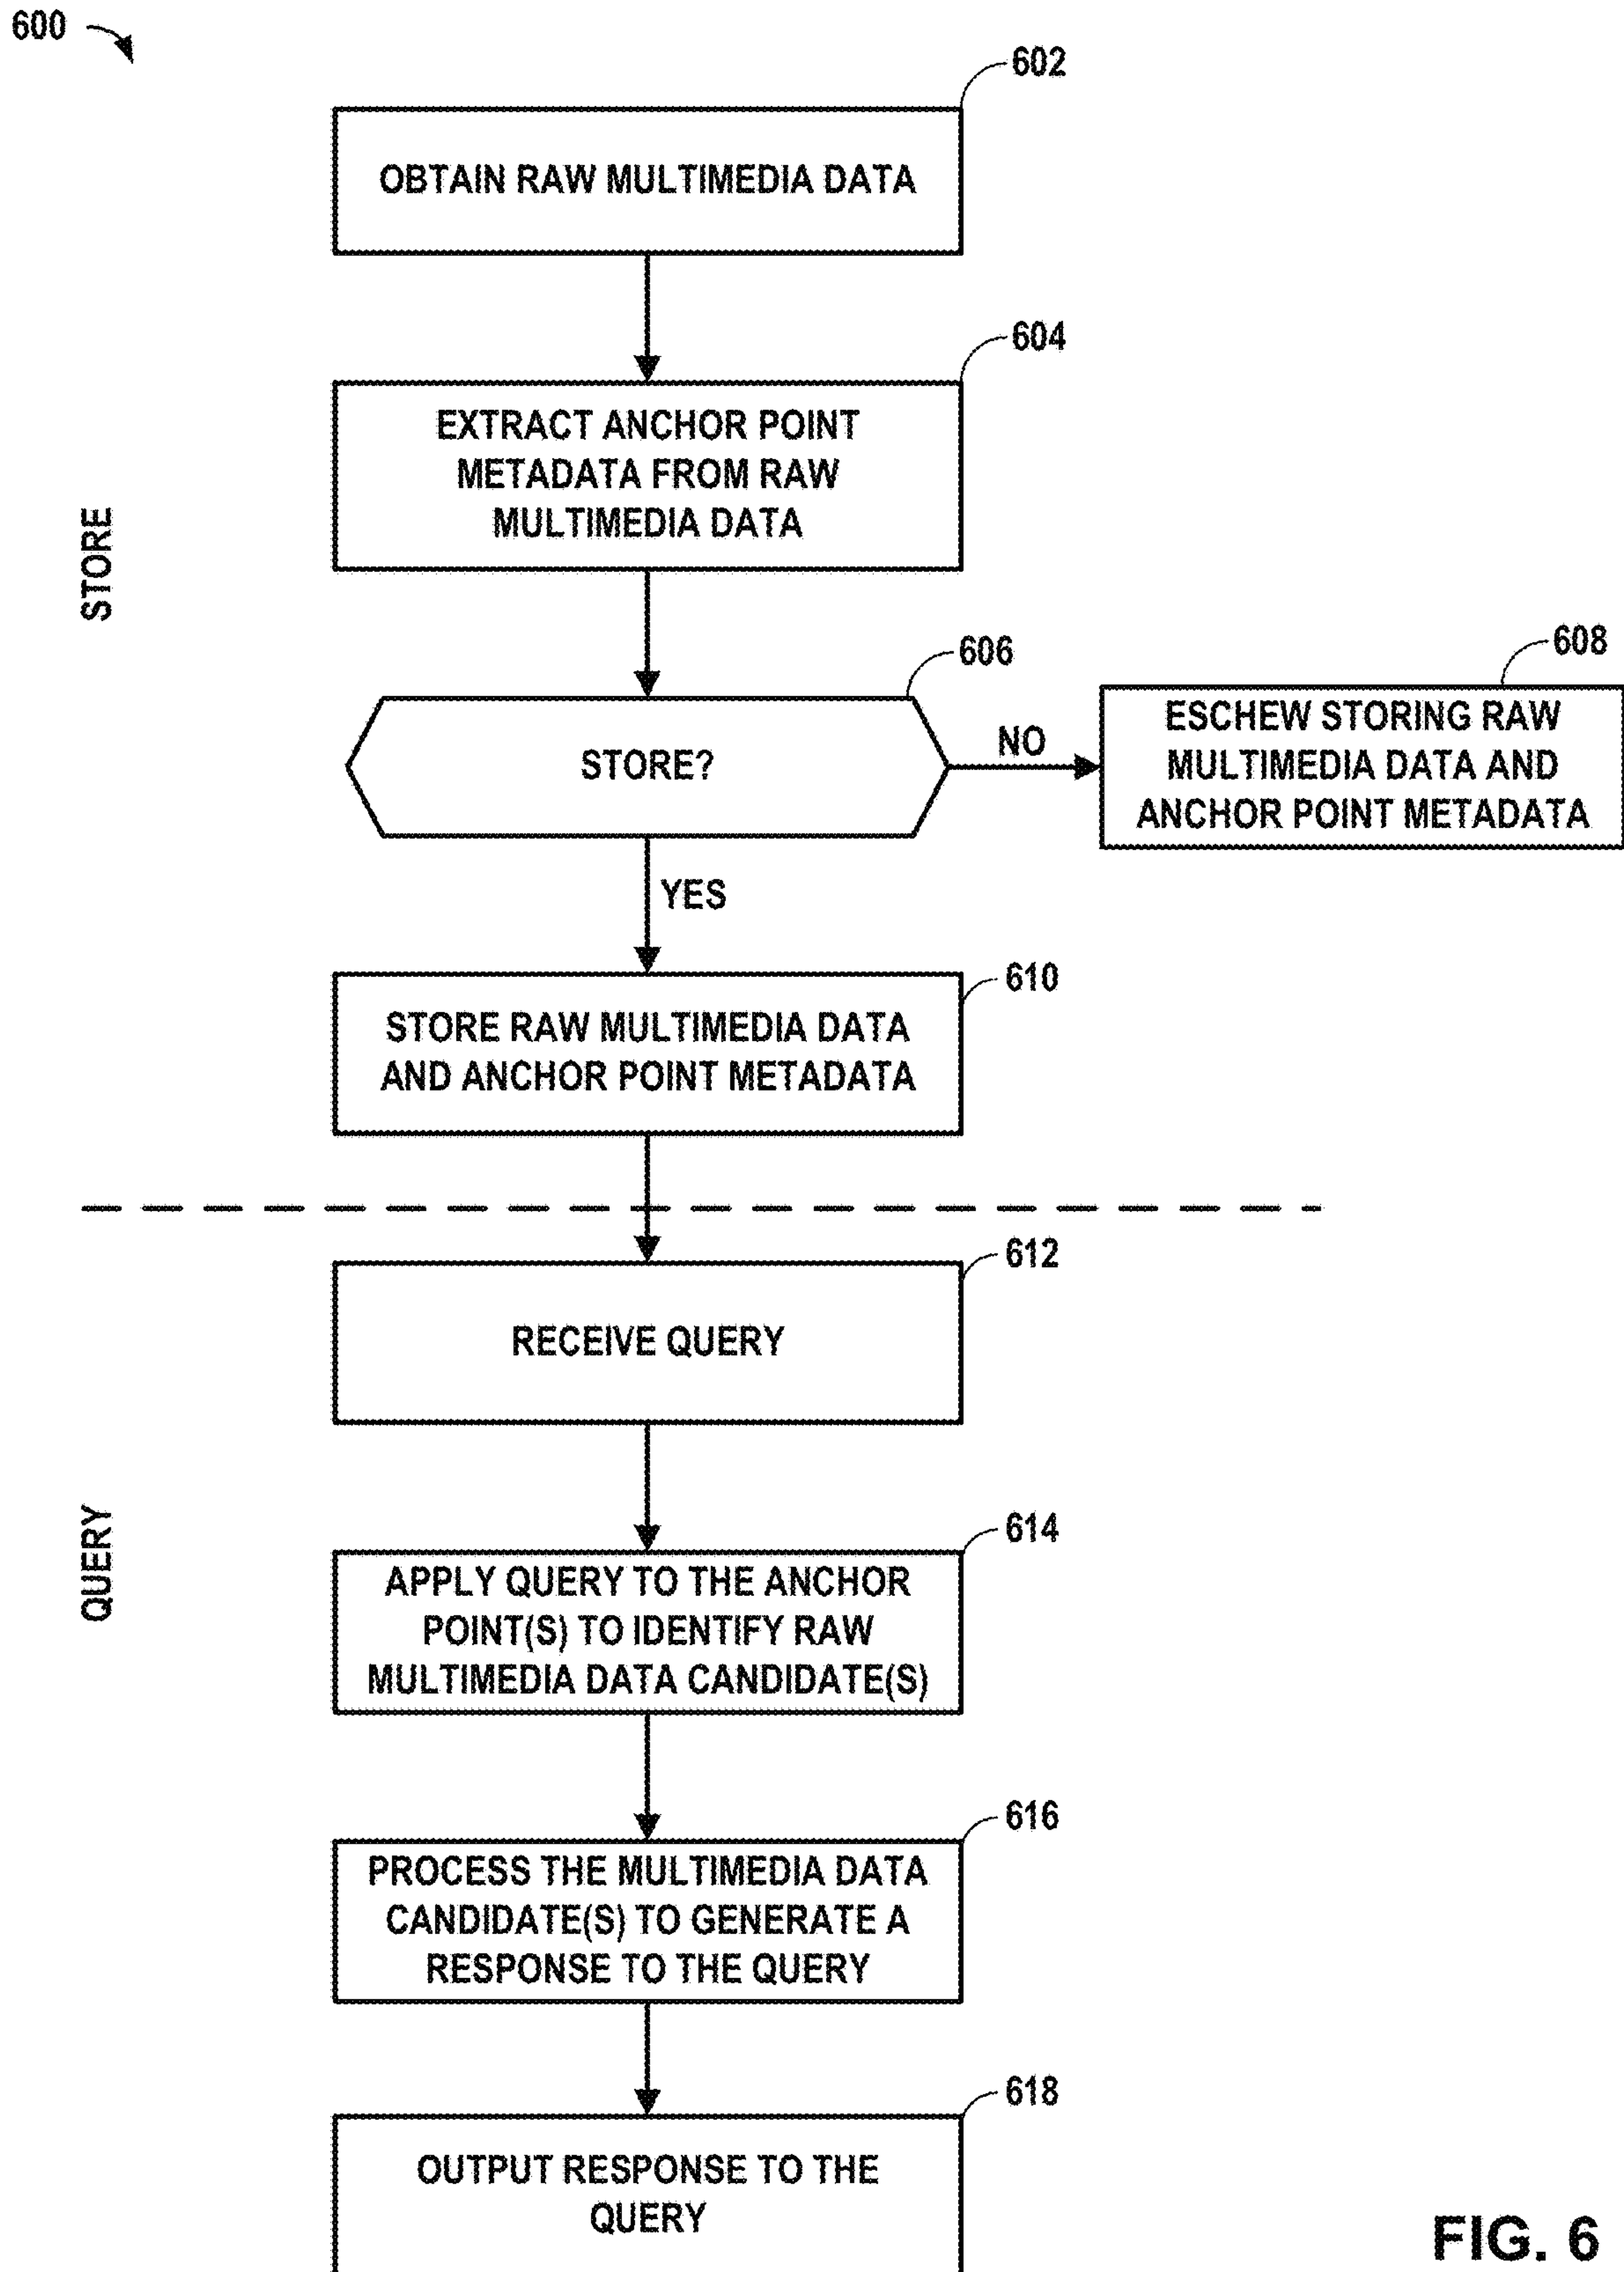 600
602
OBTAIN RAW MULTIMEDIA DATA
604
EXTRACT ANCHOR POINT
METADATA FROM RAW
MULTIMEDIA DATA
STORE
606
STORE?
NO
608
ESCHEW STORING RAW
MULTIMEDIA DATA AND
ANCHOR POINT METADATA
YES
610
STORE RAW MULTIMEDIA DATA
AND ANCHOR POINT METADATA
612
RECEIVE QUERY
QUERY
614
APPLY QUERY TO THE ANCHOR
POINT(S) TO IDENTIFY RAW
MULTIMEDIA DATA CANDIDATE(S)
616
PROCESS THE MULTIMEDIA DATA
CANDIDATE(S) TO GENERATE A
RESPONSE TO THE QUERY
618
OUTPUT RESPONSE TO THE
QUERY
FIG. 6